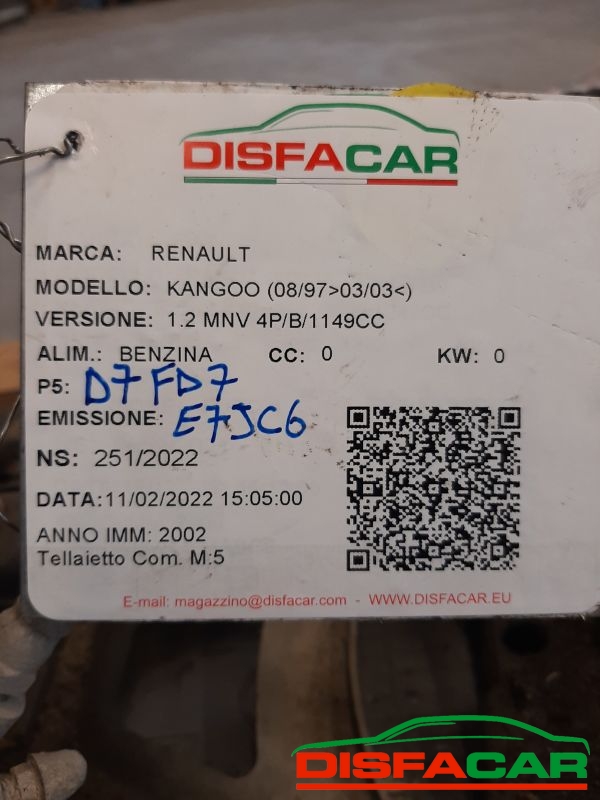 DISFACAR
MARCA: RENAULT
MODELLO: KANGOO (08/97>03/03<)
VERSIONE: 1.2 MNV 4P/B/1149CC
ALIM.: BENZINA CC: 0 KW: 0
P5: D7FD7
EMISSIONE: E7JC6
NS: 251/2022
DATA:11/02/2022 15:05:00
ANNO IMM: 2002
Tellaietto Com. M:5
E-mail: magazzino@disfacar.com - WWW.DISFACAR.EU
DISFACAR